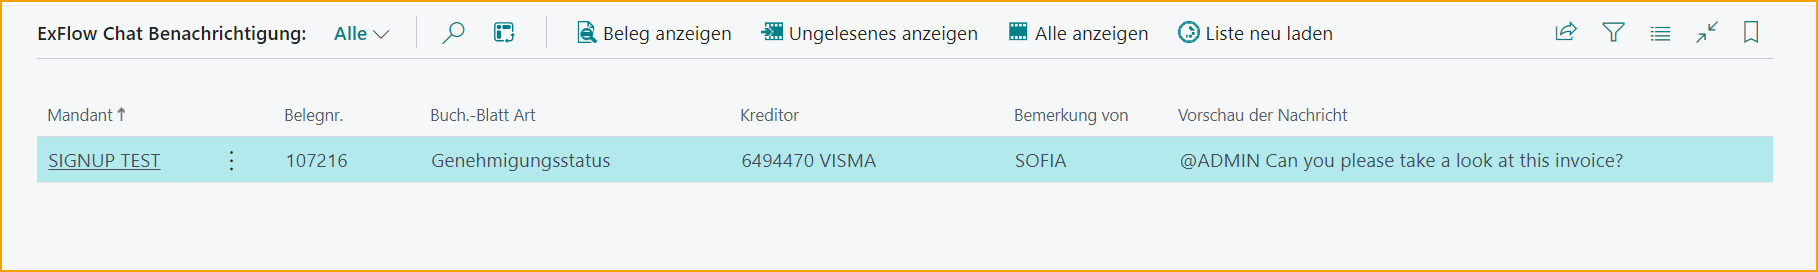 ExFlow Chat Benachrichtigung: Alle Beleg anzeigen Ungelesenes anzeigen Alle anzeigen Liste neu laden
Mandant Belegnr. Buch.-Blatt Art Kreditor Bemerkung von Vorschau der Nachricht
SIGNUP TEST 107216 Genehmigungsstatus 6494470 VISMA SOFIA @ADMIN Can you please take a look at this invoice?